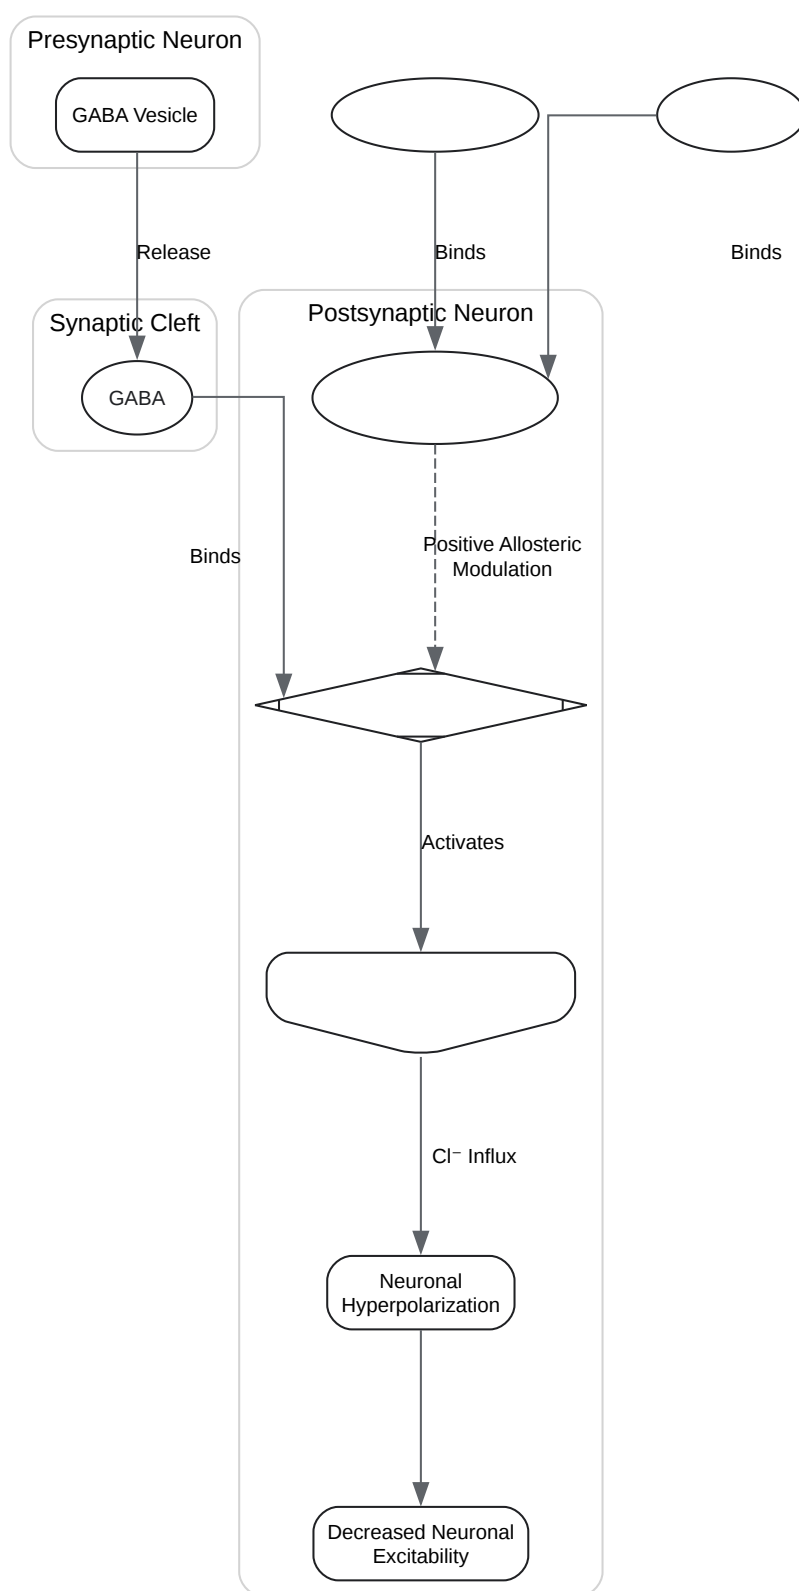 Presynaptic Neuron
GABA Vesicle
Release
Binds
Binds
Synaptic Cleft
Postsynaptic Neuron
GABA
Binds
Positive Allosteric
Modulation
Activates
Cl⁻ Influx
Neuronal
Hyperpolarization
Decreased Neuronal
Excitability